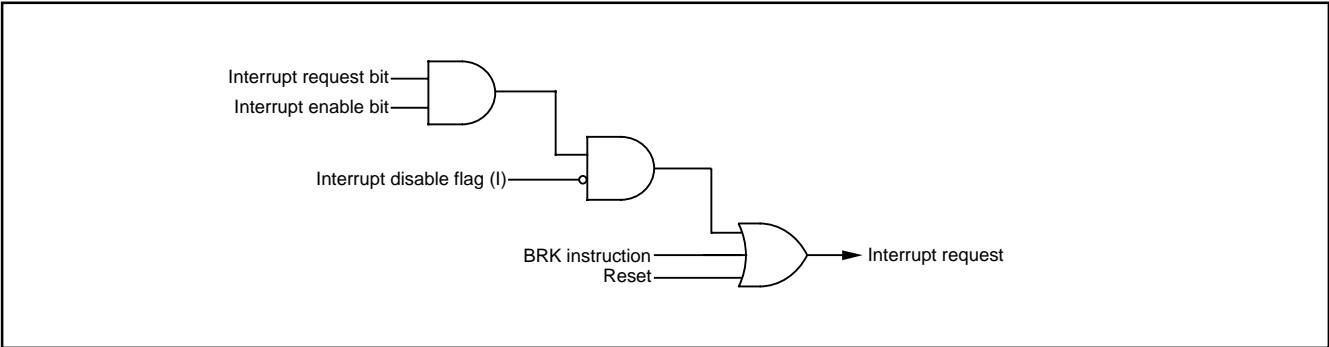 Interrupt request bit
Interrupt enable bit
Interrupt disable flag (I)
BRK instruction
Reset
Interrupt request